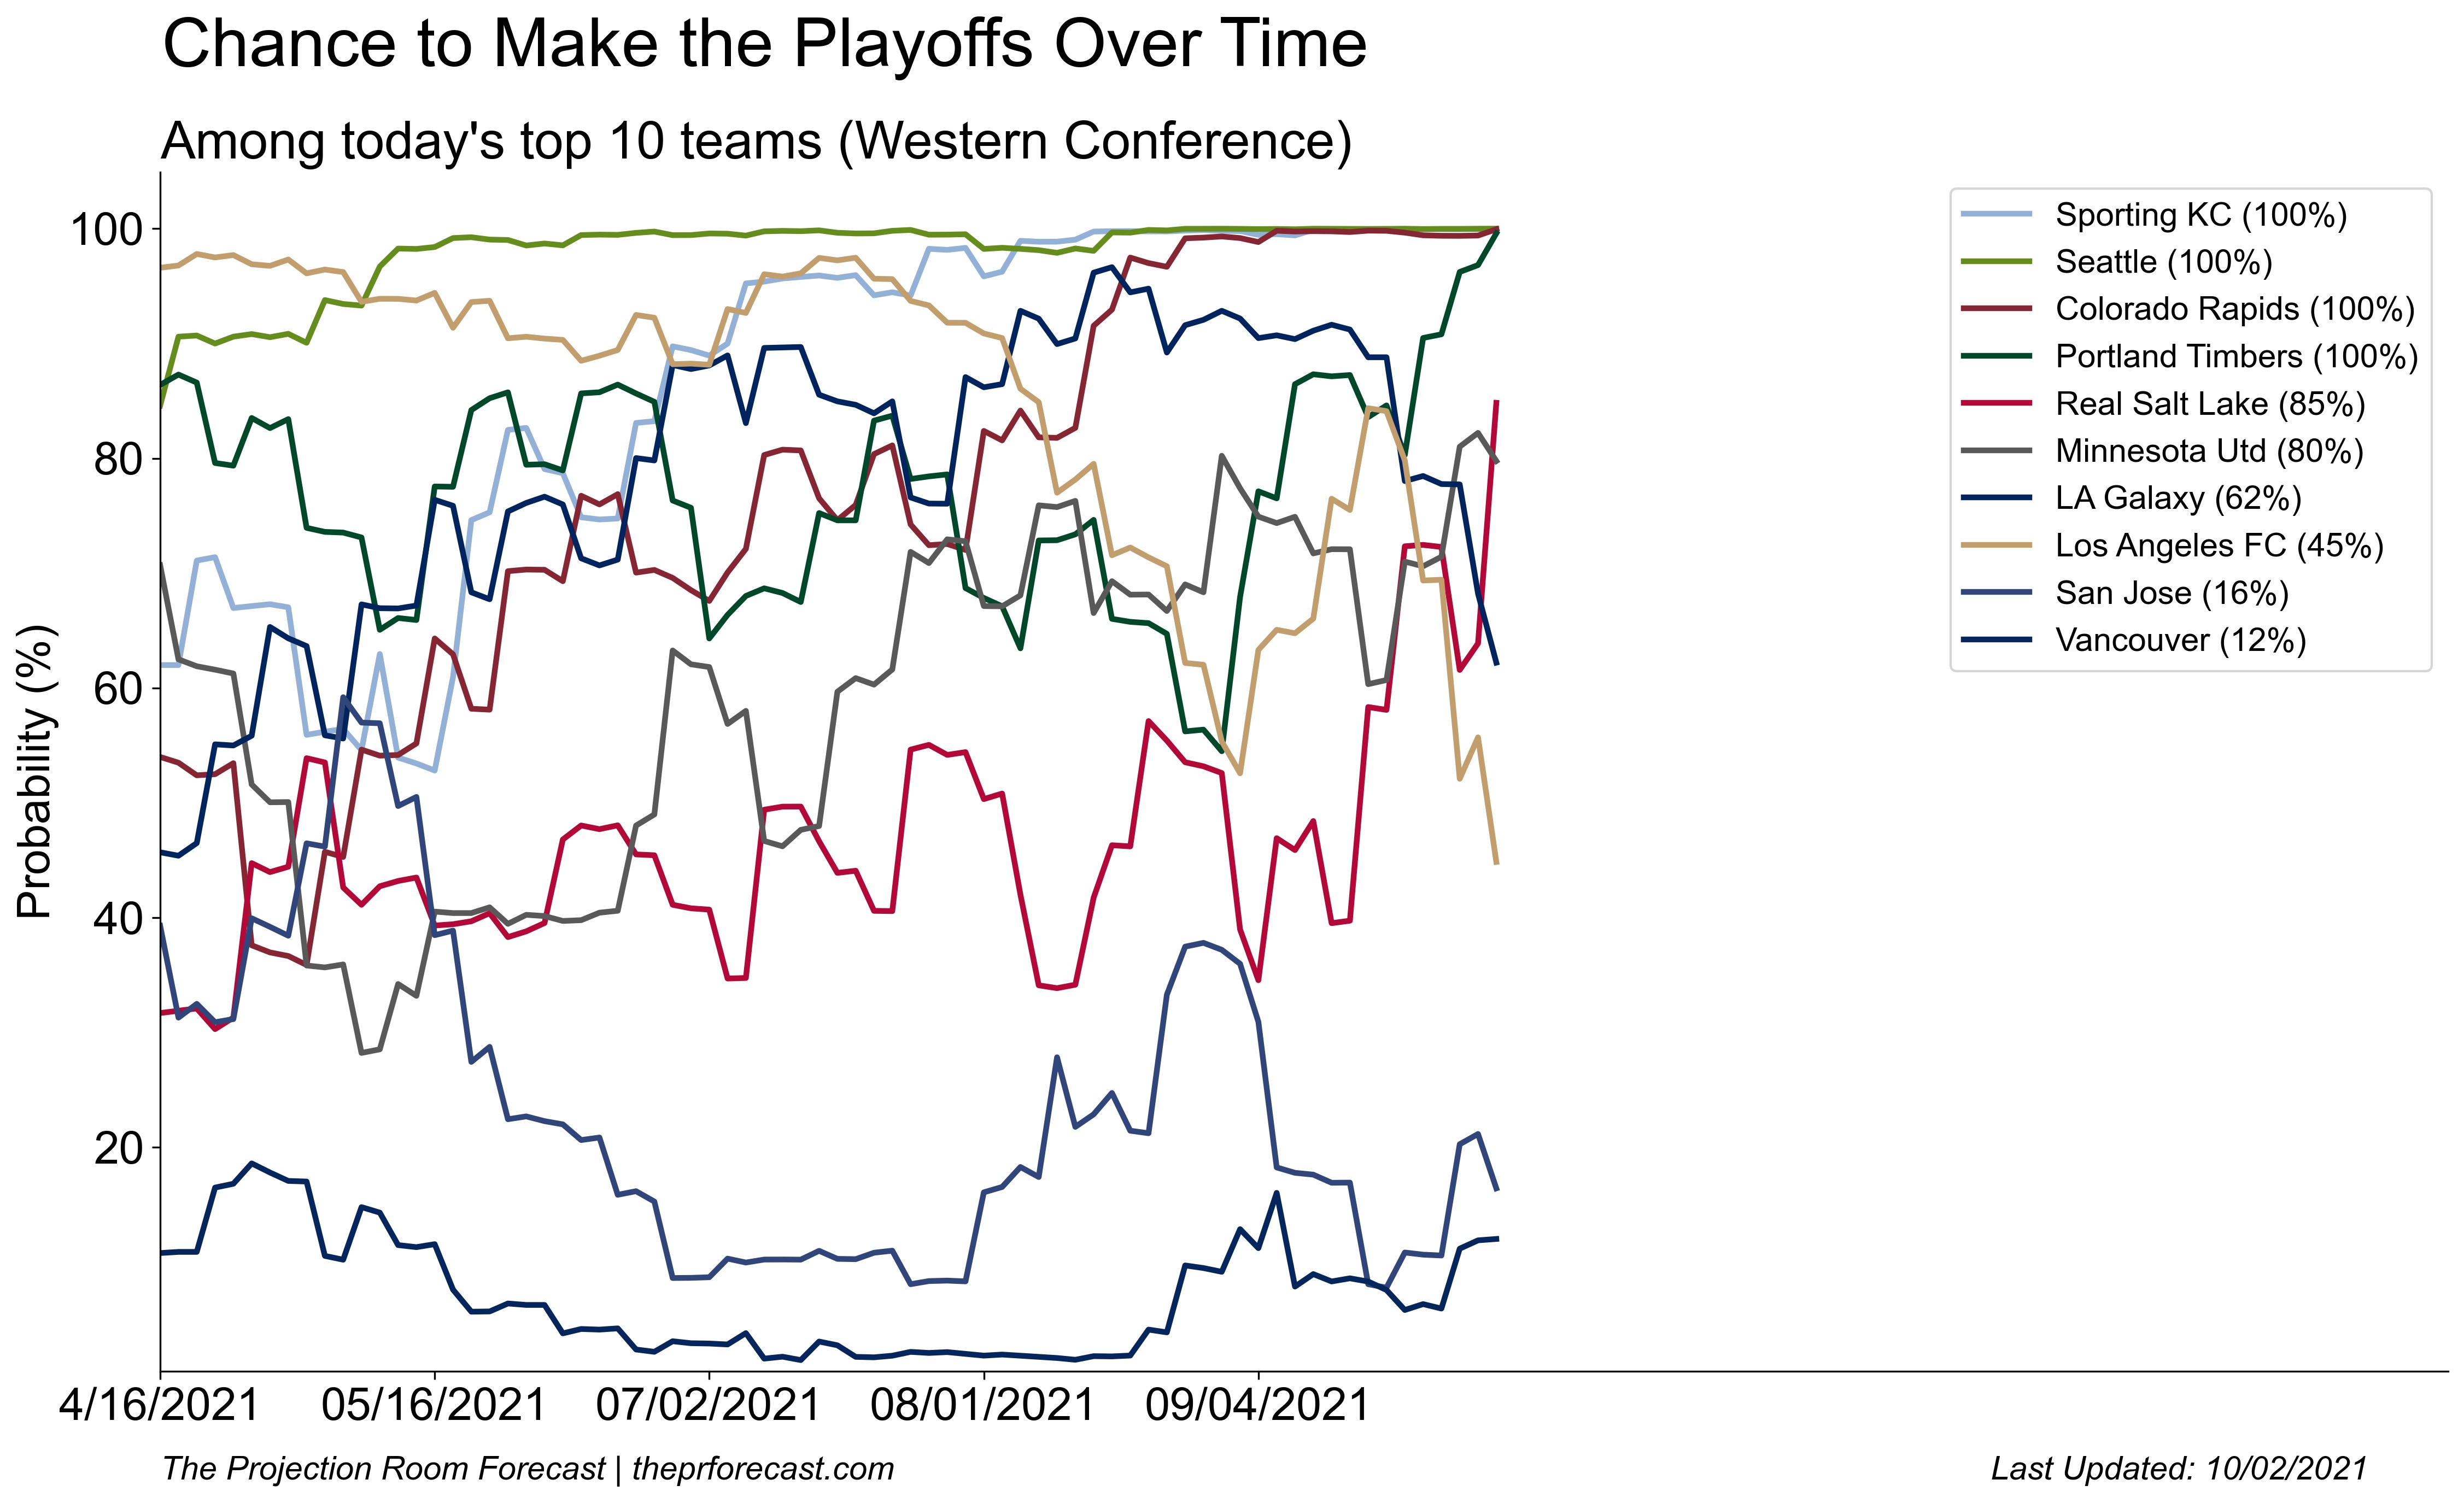 Chance to Make the Playoffs Over Time
Among today's top 10 teams (Western Conference)
100
80
60
40
20
Probability (%)
Sporting KC (100%)
Seattle (100%)
Colorado Rapids (100%)
Portland Timbers (100%)
Real Salt Lake (85%)
Minnesota Utd (80%)
LA Galaxy (62%)
Los Angeles FC (45%)
San Jose (16%)
Vancouver (12%)
4/16/2021 05/16/2021 07/02/2021 08/01/2021 09/04/2021
The Projection Room Forecast | theprforecast.com
Last Updated: 10/02/2021